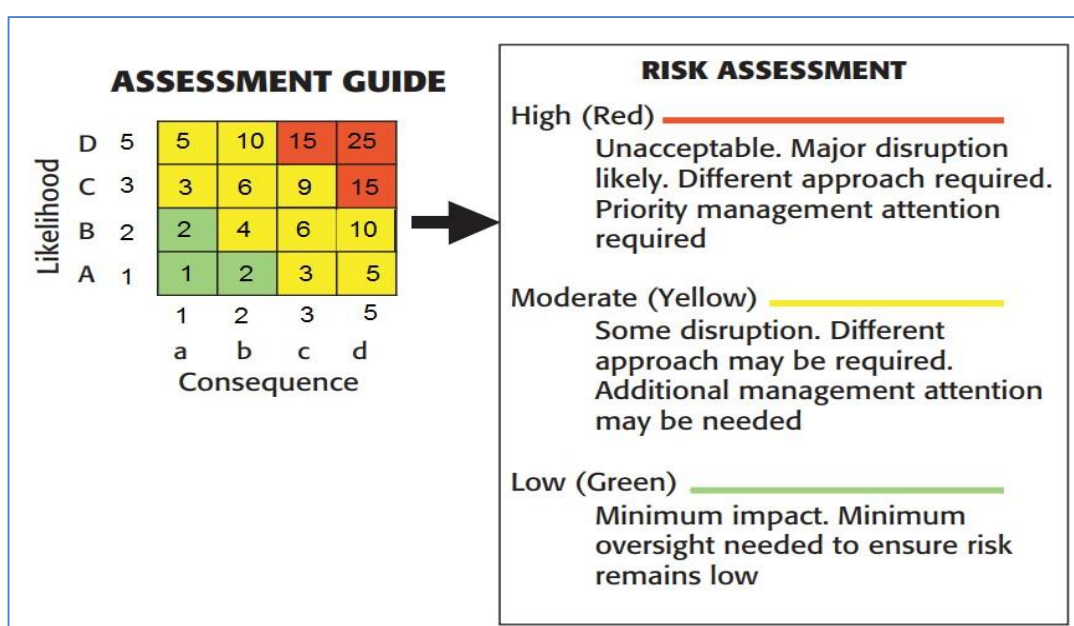 ASSESSMENT GUIDE
Likelihood
D 5 5 10 15 25
C 3 3 6 9 15
B 2 2 4 6 10
A 1 1 2 3 5
1 2 3 5
a b c d
Consequence
RISK ASSESSMENT
High (Red)
Unacceptable. Major disruption
likely. Different approach required.
Priority management attention
required
Moderate (Yellow)
Some disruption. Different
approach may be required.
Additional management attention
may be needed
Low (Green)
Minimum impact. Minimum
oversight needed to ensure risk
remains low